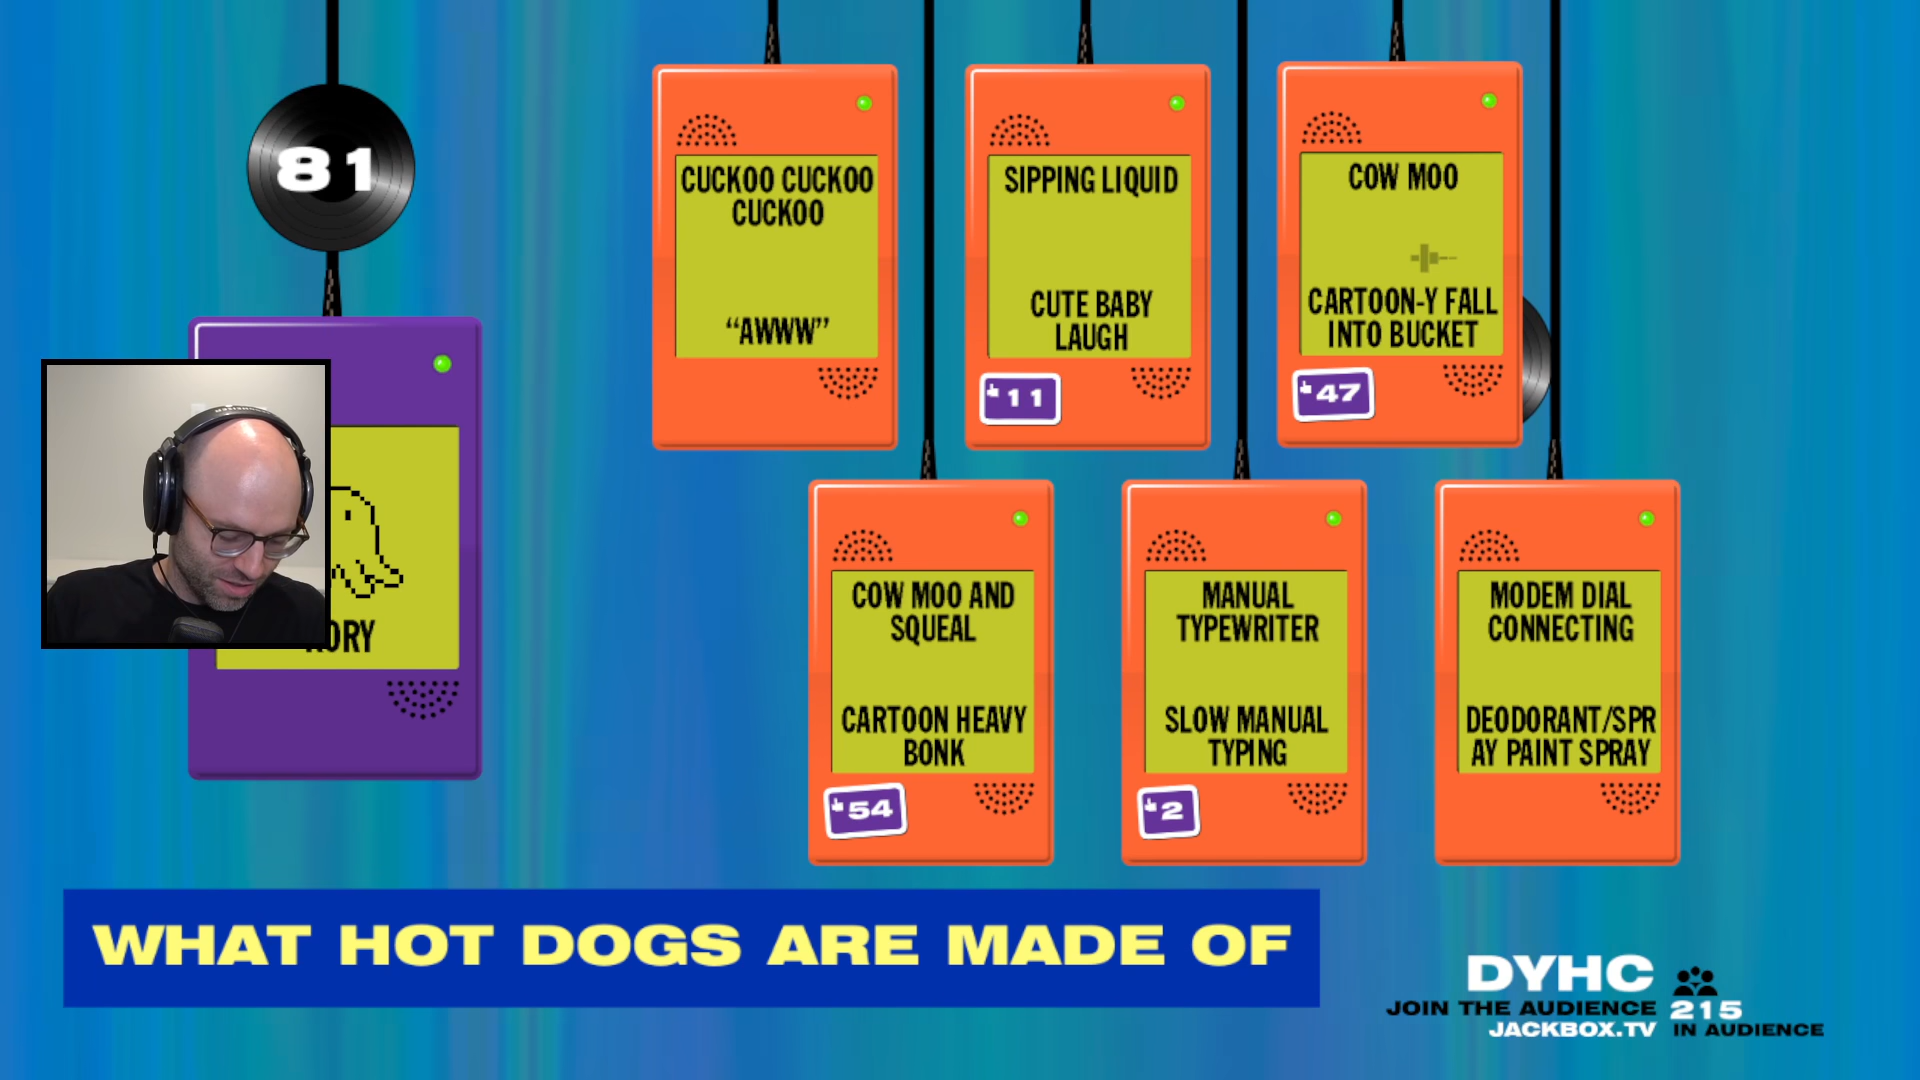 81
CUCKOO CUCKOO
CUCKOO
“AWWW”
SIPPING LIQUID
CUTE BABY
LAUGH
11
COW MOO
CARTOON-Y FALL
INTO BUCKET
47
COW MOO AND
SQUEAL
CARTOON HEAVY
BONK
54
MANUAL
TYPEWRITER
SLOW MANUAL
TYPING
2
MODEM DIAL
CONNECTING
DEODORANT/SPR
AY PAINT SPRAY
WHAT HOT DOGS ARE MADE OF
DYHC
JOIN THE AUDIENCE 215
JACKBOX.TV IN AUDIENCE